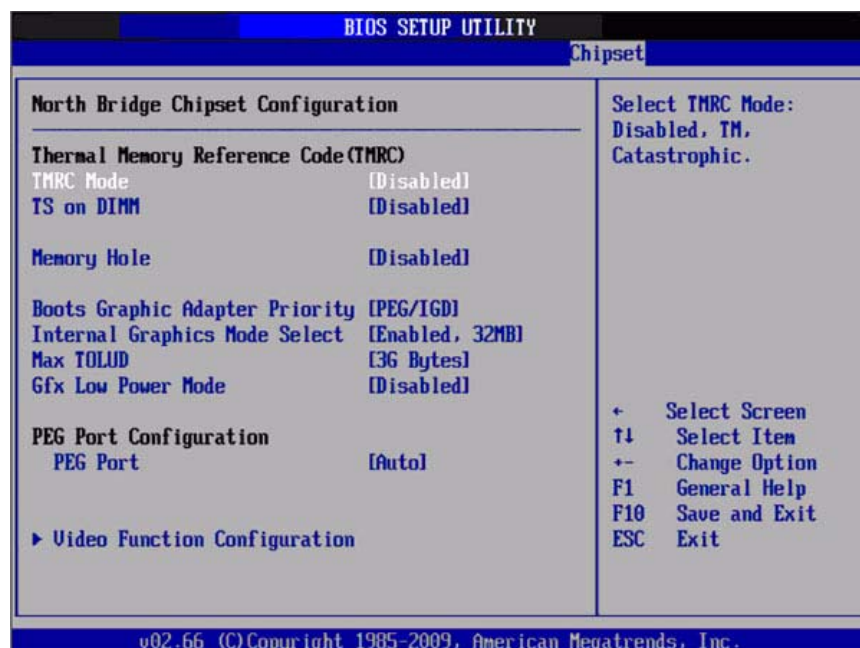 BIOS SETUP UTILITY
Chipset
North Bridge Chipset Configuration
Thermal Memory Reference Code(TMRC)
TMRC Mode [Disabled]
TS on DIMM [Disabled]
Memory Hole [Disabled]
Boots Graphic Adapter Priority [PEG/IGD]
Internal Graphics Mode Select [Enabled, 32MB]
Max TOLUD [3G Bytes]
Gfx Low Power Mode [Disabled]
PEG Port Configuration
PEG Port [Auto]
▶ Video Function Configuration
Select TMRC Mode:
Disabled, TM,
Catastrophic.
← Select Screen
↑↓ Select Item
+- Change Option
F1 General Help
F10 Save and Exit
ESC Exit
v02.66 (C)Copyright 1985-2009, American Megatrends, Inc.